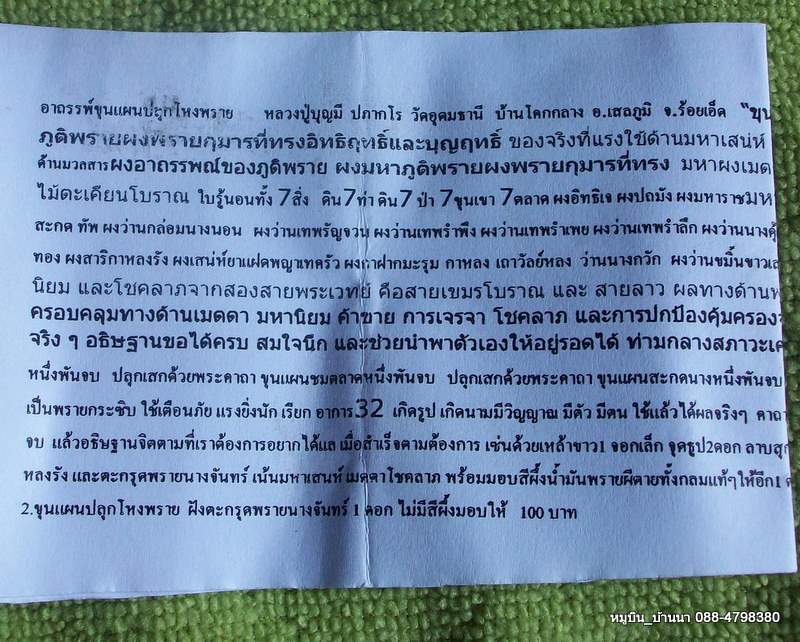 อาถรรพ์ขุนแผนปลุกโหงพราย หลวงปู่บุญมี ปภากโร วัดอุดมธานี บ้านโคกกลาง อ.เสลภูมิ จ.ร้อยเอ็ด "ขุน
ภูติพรายผงพรายกุมารที่ทรงอิทธิฤทธิ์และบุญฤทธิ์ ของจริงที่แรงใช้ด้านมหาเสน่ห์
ด้านมวลสารผงอาถรรพณ์ของภูติพราย ผงมหาภูติพรายผงพรายกุมารที่ทรง มหาผงเมต
ไม้ตะเคียนโบราณ ใบรู้นอนทั้ง 7สิ่ง ดิน7ท่า ดิน7 ป่า 7ขุนเขา 7ตลาด ผงอิทธิเจ ผงปถมัง ผงมหาราชมห
สะกด ทัพ ผงว่านกล่อมนางนอน ผงว่านเทพรัญจวน ผงว่านเทพรำพึง ผงว่านเทพรำเพย ผงว่านเทพรำลึก ผงว่านนางคุ้
ทอง ผงสาริกาหลงรัง ผงเสน่ห์ยาแฝดพญาเทครัว ผงกาฝากมะรุม กาหลง เถาวัลย์หลง ว่านนางกวัก ผงว่านขมิ้นขาวเส
นิยม และโชคลาภจากสองสายพระเวทย์ คือสายเขมรโบราณ และ สายลาว ผลทางด้านพ
ครอบคลุมทางด้านเมตตา มหานิยม ค้าขาย การเจรจา โชคลาภ และการปกป้องคุ้มครอง
จริง ๆ อธิษฐานขอได้ครบ สมใจนึก และช่วยนำพาตัวเองให้อยู่รอดได้ ท่ามกลางสภาวะเศ
หนึ่งพันจบ ปลุกเสกด้วยพระคาถา ขุนแผนชมตลาดหนึ่งพันจบ ปลุกเสกด้วยพระคาถา ขุนแผนสะกดนางหนึ่งพันจบ
เป็นพรายกระซิบ ใช้เตือนภัย แรงยิ่งนัก เรียก อาการ32 เกิดรูป เกิดนามมีวิญญาณ มีตัว มีตน ใช้แล้วได้ผลจริงๆ คาถา
จบ แล้วอธิษฐานจิตตามที่เราต้องการอยากได้แล เมื่อสำเร็จตามต้องการ เซ่นด้วยเหล้าขาว1 จอกเล็ก จุดธูป2ดอก ลาบสุก
หลงรัง และตะกรุดพรายนางจันทร์ เน้นมหาเสนห์ เมตตาโชคลาภ พร้อมมอบสีผึ้งน้ำมันพรายผีตายทั้งกลมแท้ๆให้อีก1
2.ขุนแผนปลุกโหงพราย ฝังตะกรุดพรายนางจันทร์ 1 ดอก ไม่มีสีผึ้งมอบให้ 100 บาท
หมูบิน_บ้านนา 088-4798380